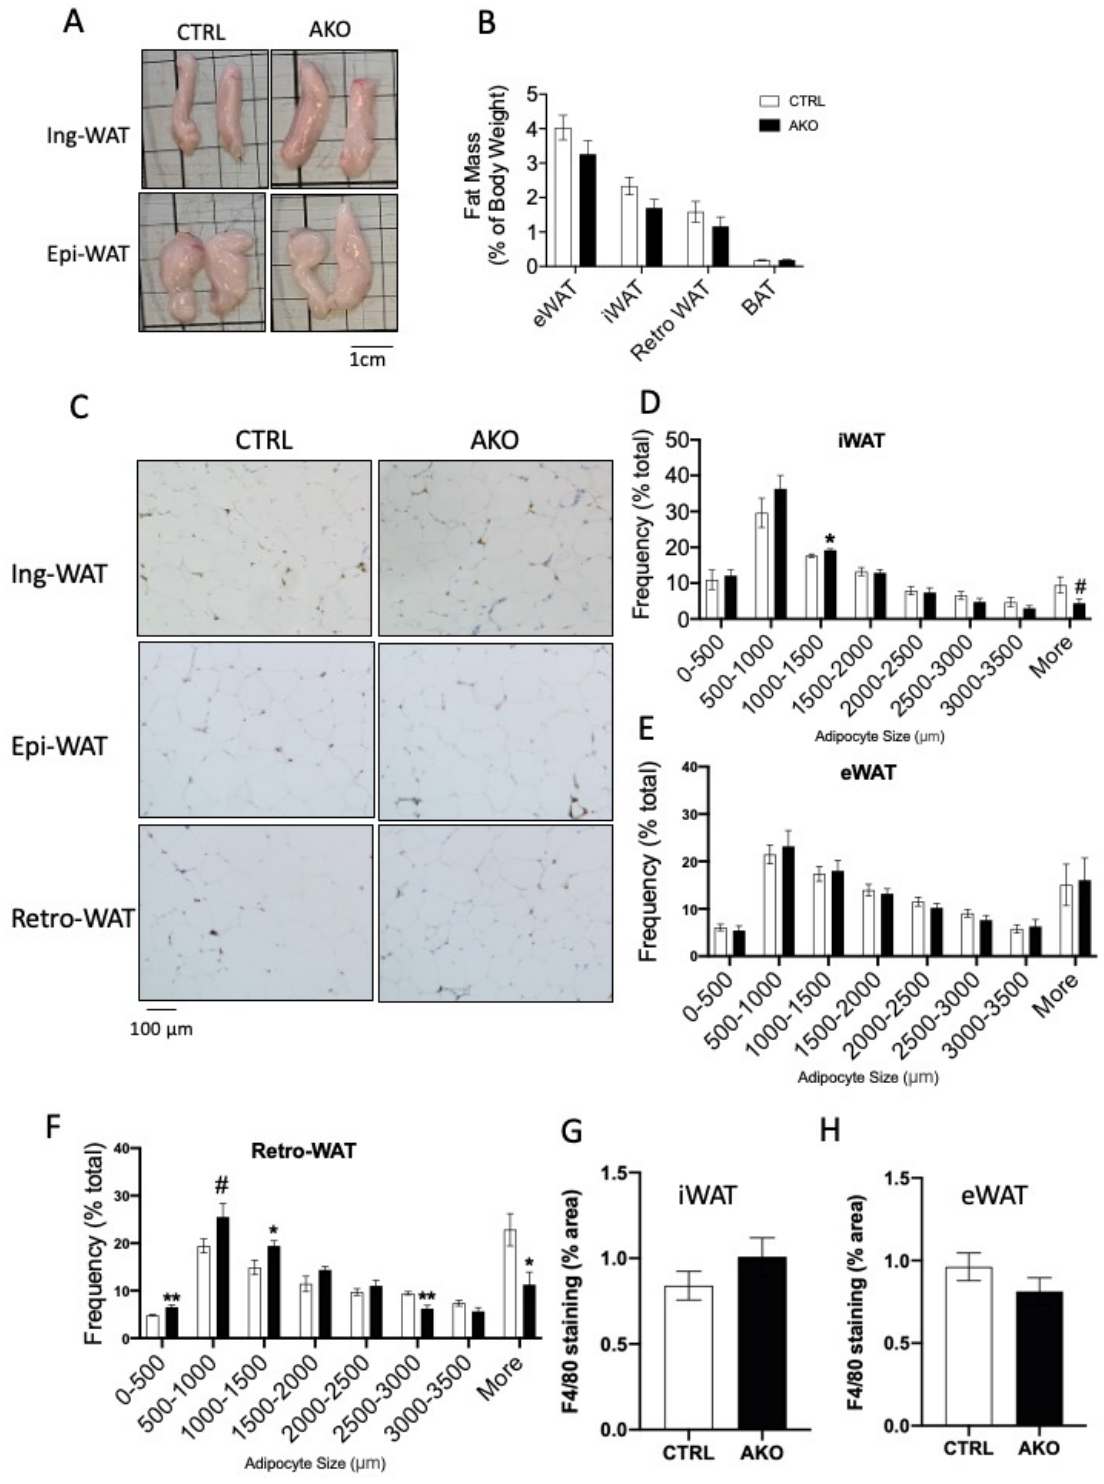 A
CTRL
AKO
Ing-WAT
Epi-WAT
1cm
B
Fat Mass
(% of Body Weight)
5
4
3
2
1
0
CTRL
AKO
eWAT
iWAT
Retro WAT
BAT
C
CTRL
AKO
Ing-WAT
Epi-WAT
Retro-WAT
100 µm
D
iWAT
Frequency (% total)
50
40
30
20
10
0
*
#
0-500
500-1000
1000-1500
1500-2000
2000-2500
2500-3000
3000-3500
More
Adipocyte Size (µm)
E
eWAT
Frequency (% total)
40
30
20
10
0
0-500
500-1000
1000-1500
1500-2000
2000-2500
2500-3000
3000-3500
More
Adipocyte Size (µm)
F
Retro-WAT
Frequency (% total)
40
30
20
10
0
**
#
*
**
*
0-500
500-1000
1000-1500
1500-2000
2000-2500
2500-3000
3000-3500
More
Adipocyte Size (µm)
G
iWAT
F4/80 staining (% area)
1.5
1.0
0.5
0.0
CTRL
AKO
H
eWAT
F4/80 staining (% area)
1.5
1.0
0.5
0.0
CTRL
AKO